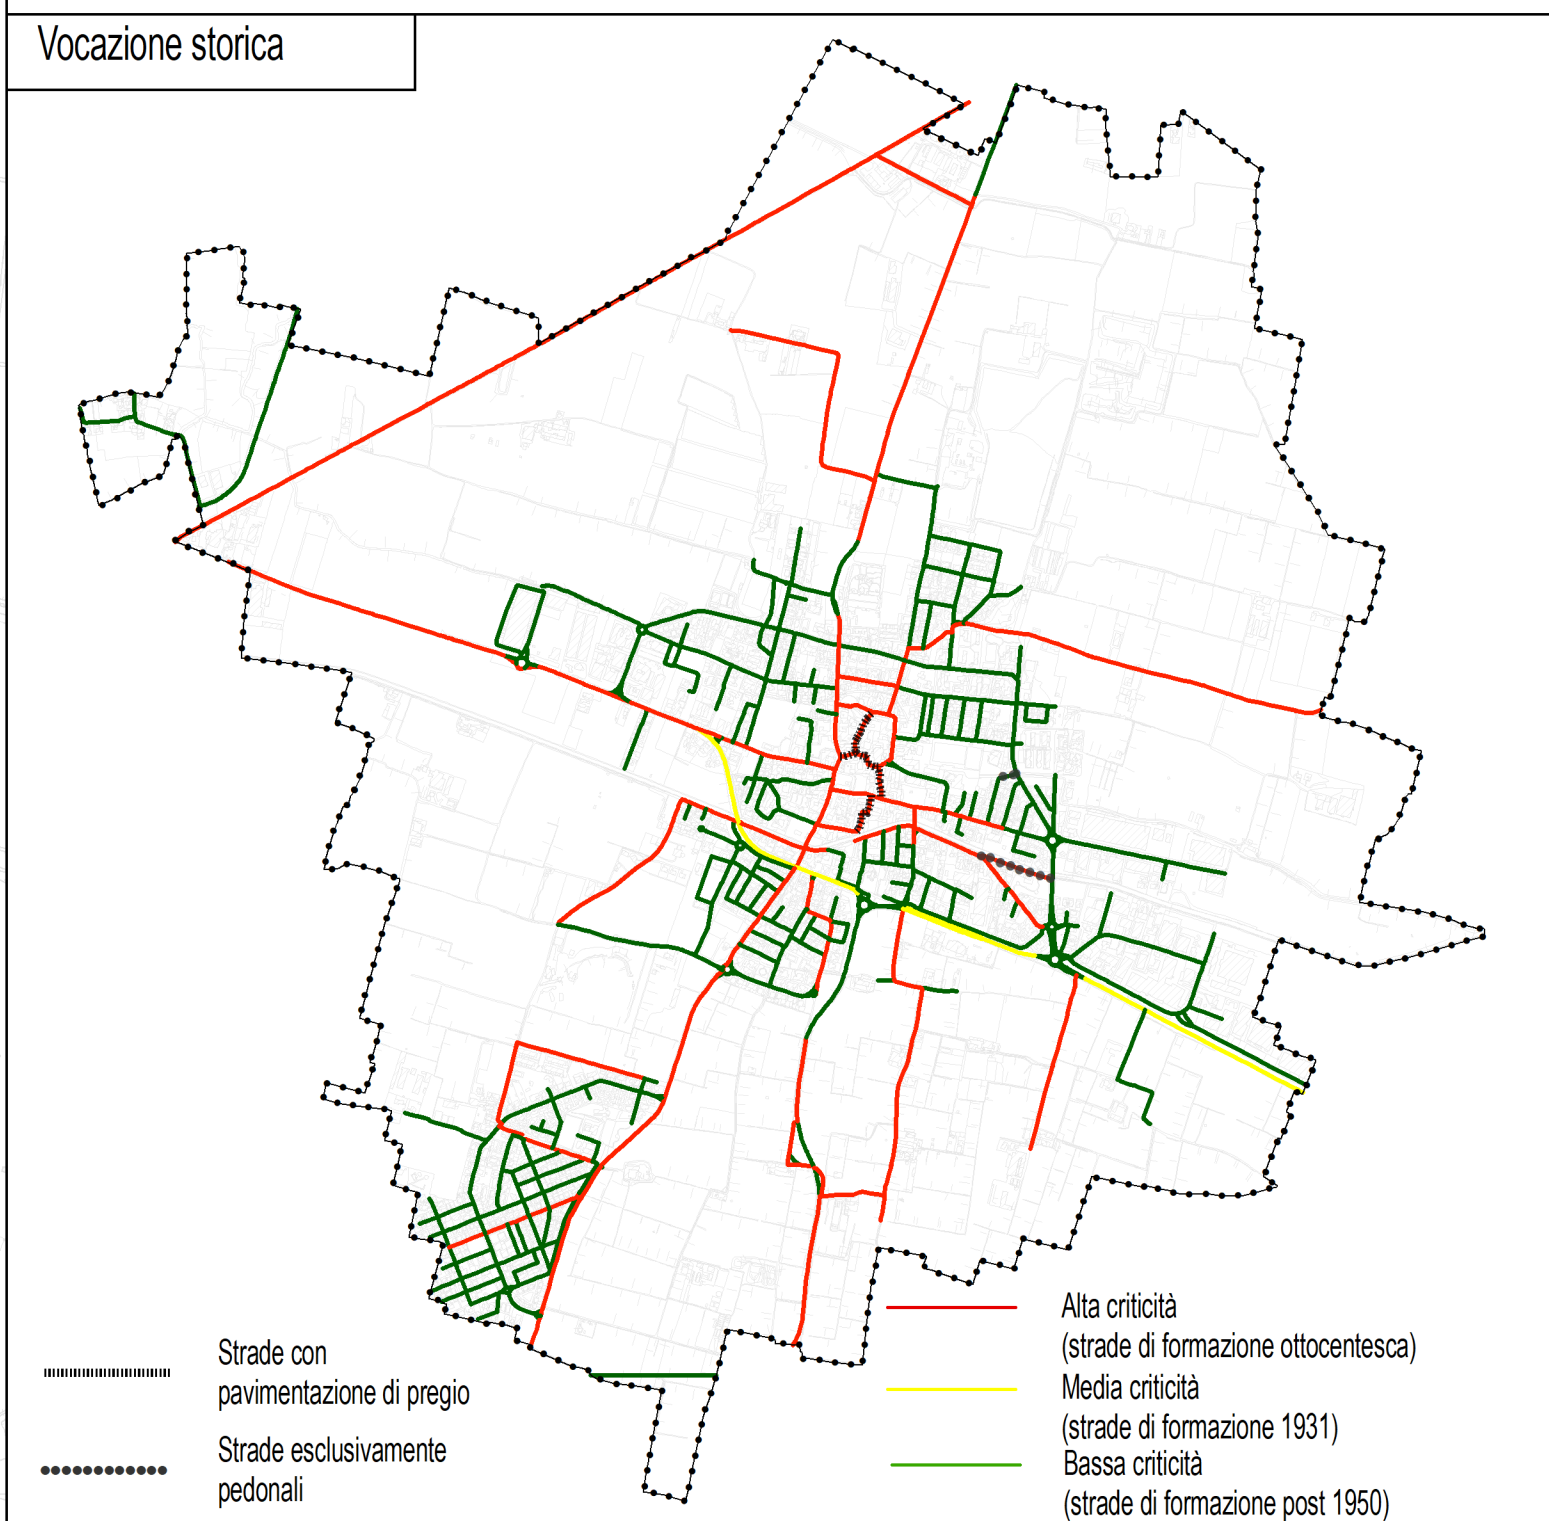 Vocazione storica
Strade con
pavimentazione di pregio
Strade esclusivamente
pedonali
Alta criticità
(strade di formazione ottocentesca)
Media criticità
(strade di formazione 1931)
Bassa criticità
(strade di formazione post 1950)